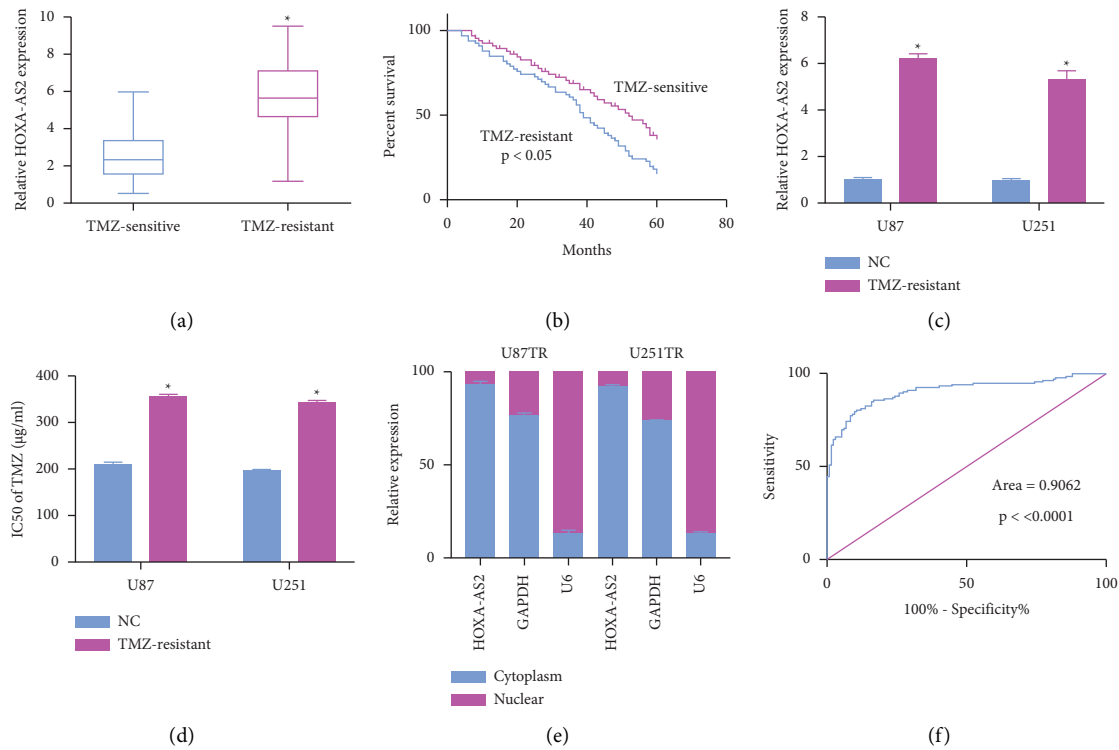 Relative HOXA-AS2 expression
10
8
6
4
2
0
*
TMZ-sensitive
TMZ-resistant
(a)
Percent survival
100
50
0
TMZ-sensitive
TMZ-resistant
p < 0.05
0
20
40
60
80
Months
(b)
Relative HOXA-AS2 expression
8
6
4
2
0
*
*
U87
U251
NC
TMZ-resistant
(c)
IC50 of TMZ (μg/ml)
400
300
200
100
0
*
*
U87
U251
NC
TMZ-resistant
(d)
U87TR
U251TR
Relative expression
100
50
0
HOXA-AS2
GAPDH
U6
HOXA-AS2
GAPDH
U6
Cytoplasm
Nuclear
(e)
Sensitivity
100
50
0
Area = 0.9062
p < <0.0001
0
50
100
100% - Specificity%
(f)